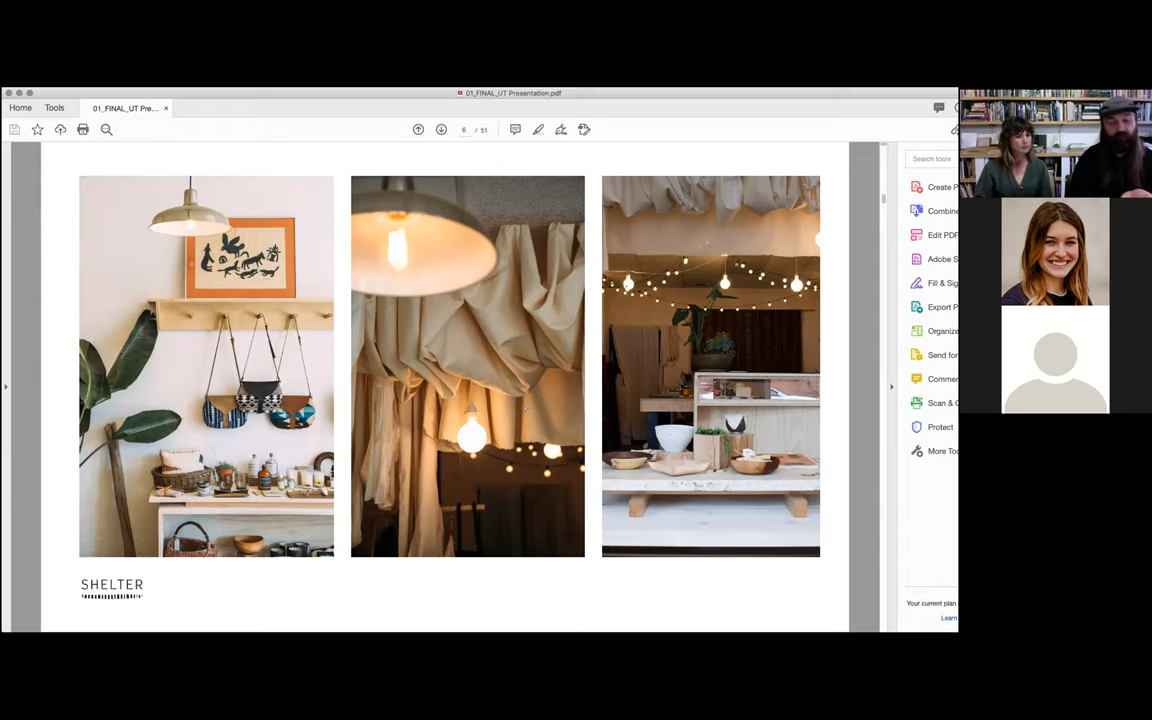 01_FINAL_UT Presentation.pdf
Home Tools 01_FINAL_UT Pre... ×
6 / 51
Search tools
Create P
Combine
Edit PDF
Adobe S
Fill & Sig
Export P
Organize
Send for
Comme
Scan & O
Protect
More Too
SHELTER
Your current plan
Learn